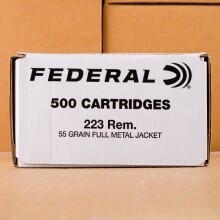 FEDERAL
500 CARTRIDGES
223 Rem.
55 GRAIN FULL METAL JACKET